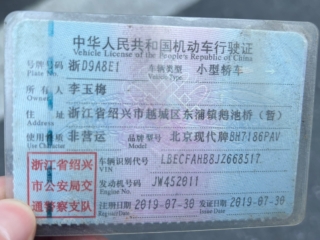 中华人民共和国机动车行驶证
Vehicle License of the People's Republic of China
号牌号码 浙D9A8E1 车辆类型 小型轿车
Plate No. Vehicle Type
所有人 李玉梅
Owner
住址 浙江省绍兴市越城区东浦镇
Address
使用性质 非营运 品牌型号 北京现代牌BH7186PAV
Use Character Model
浙江省绍兴
市公安局交
通警察支队
车辆识别代号 LBECFAHB8JZ668517
VIN
发动机号码 JW452011
Engine No.
注册日期 2019-07-30 发证日期 2019-07-30
Register Date Issue Date